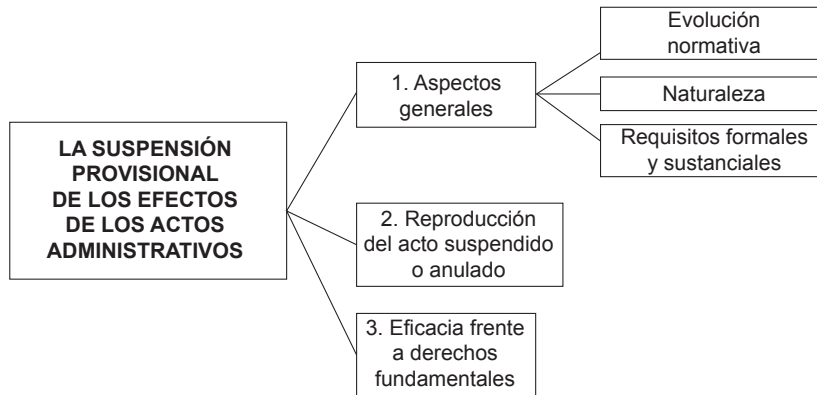 LA SUSPENSIÓN
PROVISIONAL
DE LOS EFECTOS
DE LOS ACTOS
ADMINISTRATIVOS
1. Aspectos
generales
Evolución
normativa
Naturaleza
Requisitos formales
y sustanciales
2. Reproducción
del acto suspendido
o anulado
3. Eficacia frente
a derechos
fundamentales